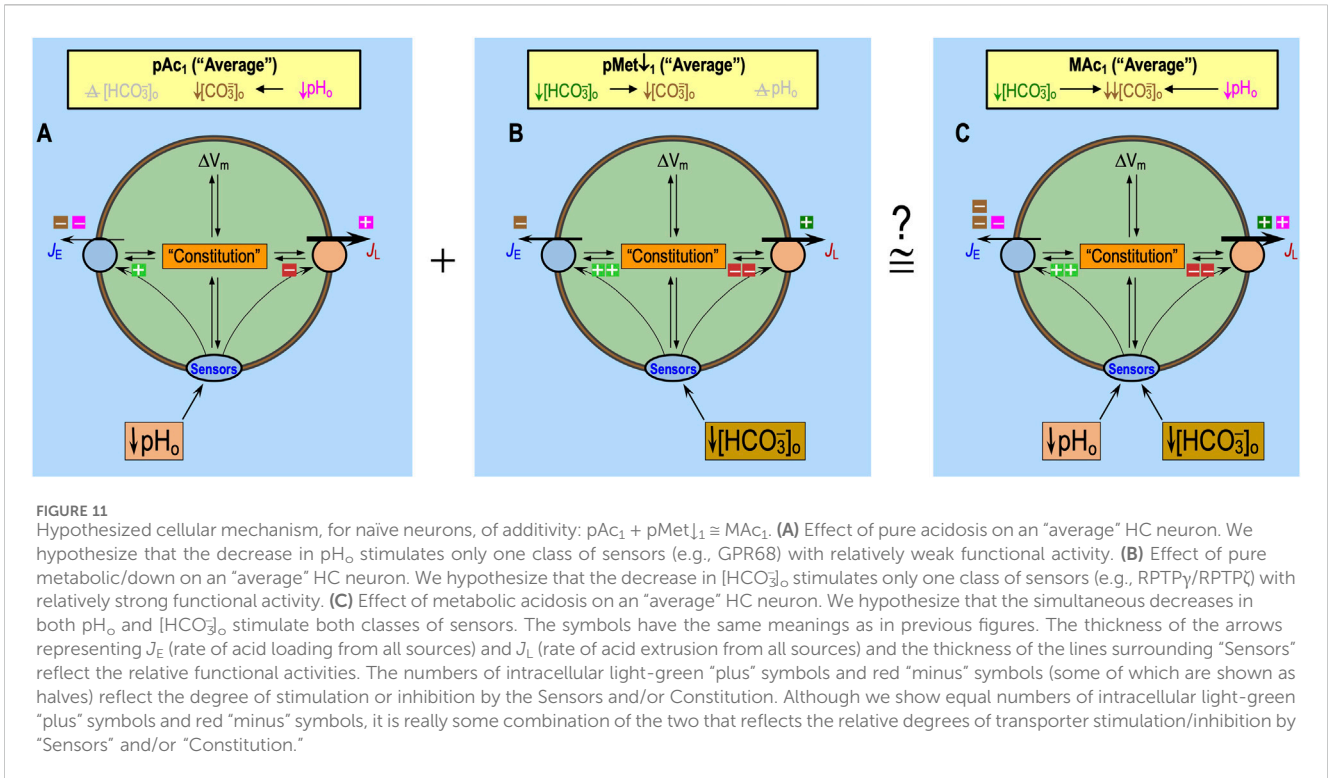 pAc₁ ("Average")
Δ [HCO₃̅]ₒ ↓[CO₃̿]ₒ ← ↓pHₒ
A
ΔVₘ
− − +
J_E "Constitution" J_L
+ −
Sensors
↓pHₒ
+
pMet↓₁ ("Average")
↓[HCO₃̅]ₒ → ↓[CO₃̿]ₒ Δ pHₒ
B
ΔVₘ
− +
J_E "Constitution" J_L
++ −−
Sensors
↓[HCO₃̅]ₒ
?
≅
MAc₁ ("Average")
↓[HCO₃̅]ₒ → ↓↓[CO₃̿]ₒ ← ↓pHₒ
C
ΔVₘ
−
− − + +
J_E "Constitution" J_L
++ −−
Sensors
↓pHₒ ↓[HCO₃̅]ₒ
FIGURE 11
Hypothesized cellular mechanism, for naïve neurons, of additivity: pAc₁ + pMet↓₁ ≅ MAc₁. (A) Effect of pure acidosis on an "average" HC neuron. We
hypothesize that the decrease in pHₒ stimulates only one class of sensors (e.g., GPR68) with relatively weak functional activity. (B) Effect of pure
metabolic/down on an "average" HC neuron. We hypothesize that the decrease in [HCO₃̅]ₒ stimulates only one class of sensors (e.g., RPTPγ/RPTPζ) with
relatively strong functional activity. (C) Effect of metabolic acidosis on an "average" HC neuron. We hypothesize that the simultaneous decreases in
both pHₒ and [HCO₃̅]ₒ stimulate both classes of sensors. The symbols have the same meanings as in previous figures. The thickness of the arrows
representing J_E (rate of acid loading from all sources) and J_L (rate of acid extrusion from all sources) and the thickness of the lines surrounding "Sensors"
reflect the relative functional activities. The numbers of intracellular light-green "plus" symbols and red "minus" symbols (some of which are shown as
halves) reflect the degree of stimulation or inhibition by the Sensors and/or Constitution. Although we show equal numbers of intracellular light-green
"plus" symbols and red "minus" symbols, it is really some combination of the two that reflects the relative degrees of transporter stimulation/inhibition by
"Sensors" and/or "Constitution."